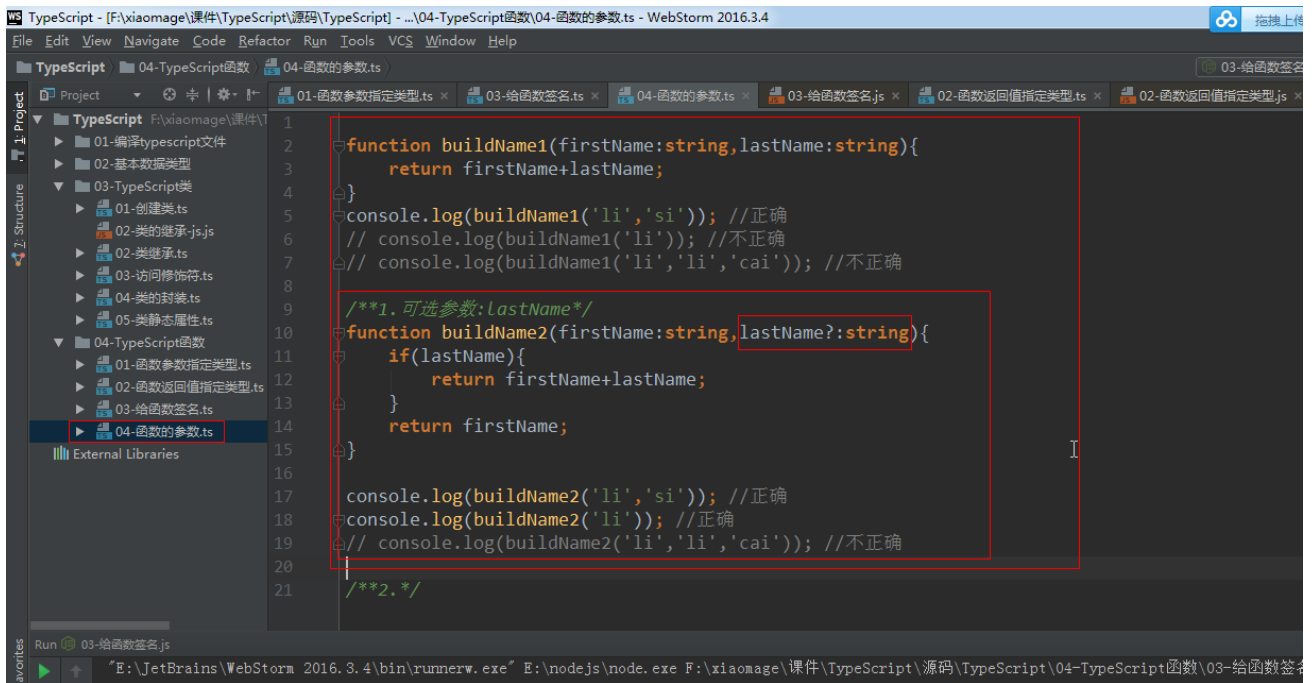 WS TypeScript - [F:\xiaomage\课件\TypeScript\源码\TypeScript] - ...\04-TypeScript函数\04-函数的参数.ts - WebStorm 2016.3.4
拖拽上传
File Edit View Navigate Code Refactor Run Tools VCS Window Help
TypeScript 04-TypeScript函数 04-函数的参数.ts
03-给函数签名
Project
01-函数参数指定类型.ts 03-给函数签名.ts 04-函数的参数.ts 03-给函数签名.js 02-函数返回值指定类型.ts 02-函数返回值指定类型.js
1: Project
7: Structure
avorites
TypeScript F:\xiaomage\课件\T
01-编译typescript文件
02-基本数据类型
03-TypeScript类
01-创建类.ts
02-类的继承-js.js
02-类继承.ts
03-访问修饰符.ts
04-类的封装.ts
05-类静态属性.ts
04-TypeScript函数
01-函数参数指定类型.ts
02-函数返回值指定类型.ts
03-给函数签名.ts
04-函数的参数.ts
External Libraries
1
2 function buildName1(firstName:string,lastName:string){
3 return firstName+lastName;
4 }
5 console.log(buildName1('li','si')); //正确
6 // console.log(buildName1('li')); //不正确
7 // console.log(buildName1('li','li','cai')); //不正确
8
9 /**1.可选参数:lastName*/
10 function buildName2(firstName:string,lastName?:string){
11 if(lastName){
12 return firstName+lastName;
13 }
14 return firstName;
15 }
16
17 console.log(buildName2('li','si')); //正确
18 console.log(buildName2('li')); //正确
19 // console.log(buildName2('li','li','cai')); //不正确
20
21 /**2.*/
Run 03-给函数签名.js
"E:\JetBrains\WebStorm 2016.3.4\bin\runnerw.exe" E:\nodejs\node.exe F:\xiaomage\课件\TypeScript\源码\TypeScript\04-TypeScript函数\03-给函数签名